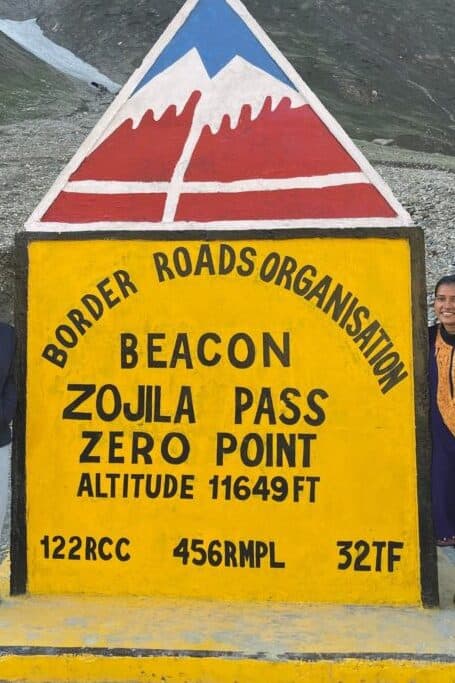 BORDER ROADS ORGANISATION
BEACON
ZOJILA PASS
ZERO POINT
ALTITUDE 11649 FT
122RCC 456RMPL 32TF